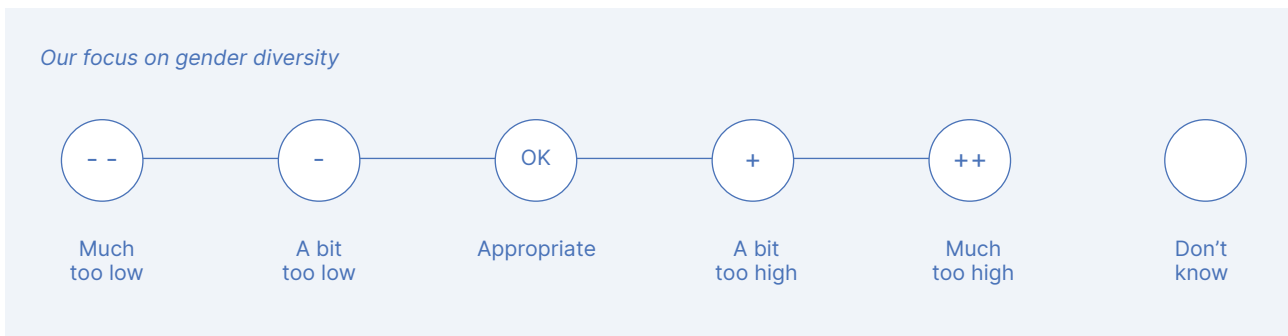 Our focus on gender diversity
- -
-
OK
+
++
Much
too low
A bit
too low
Appropriate
A bit
too high
Much
too high
Don’t
know